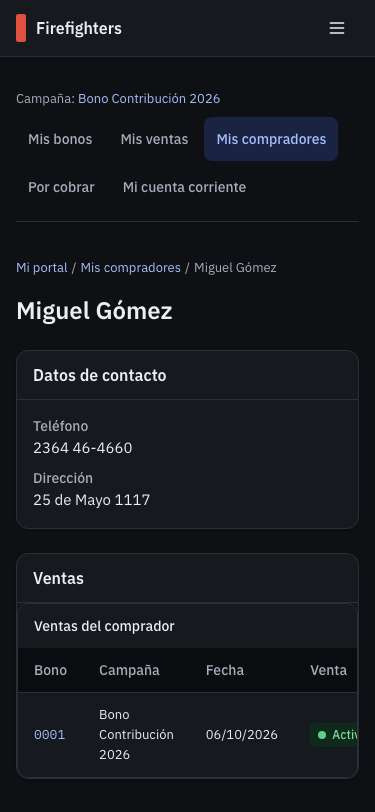 Firefighters
Campaña: Bono Contribución 2026
Mis bonos Mis ventas Mis compradores
Por cobrar Mi cuenta corriente
Mi portal / Mis compradores / Miguel Gómez
Miguel Gómez
Datos de contacto
Teléfono
2364 46-4660
Dirección
25 de Mayo 1117
Ventas
Ventas del comprador
Bono Campaña Fecha Venta
0001 Bono Contribución 2026 06/10/2026